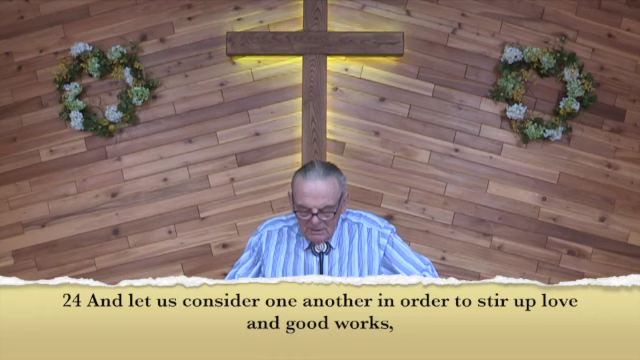 24 And let us consider one another in order to stir up love
and good works,